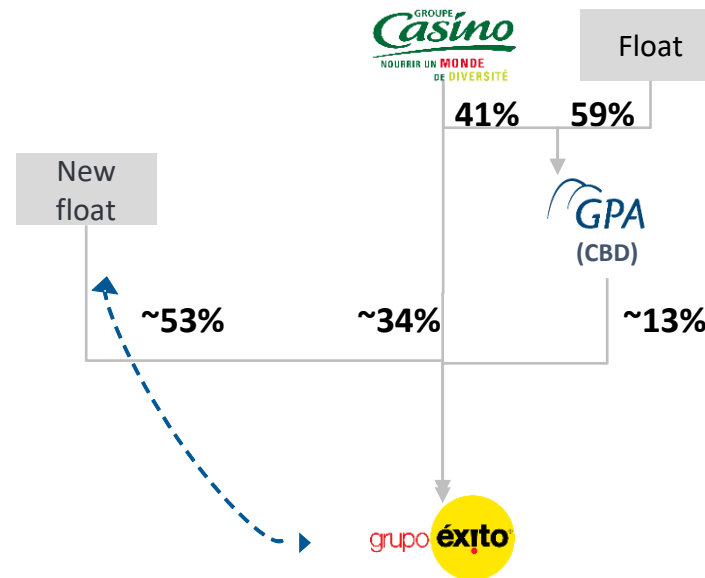 GROUPE
Casino
NOURRIR UN MONDE
DE DIVERSITÉ
Float
41%
59%
New
float
GPA
(CBD)
~53%
~34%
~13%
grupo éxito